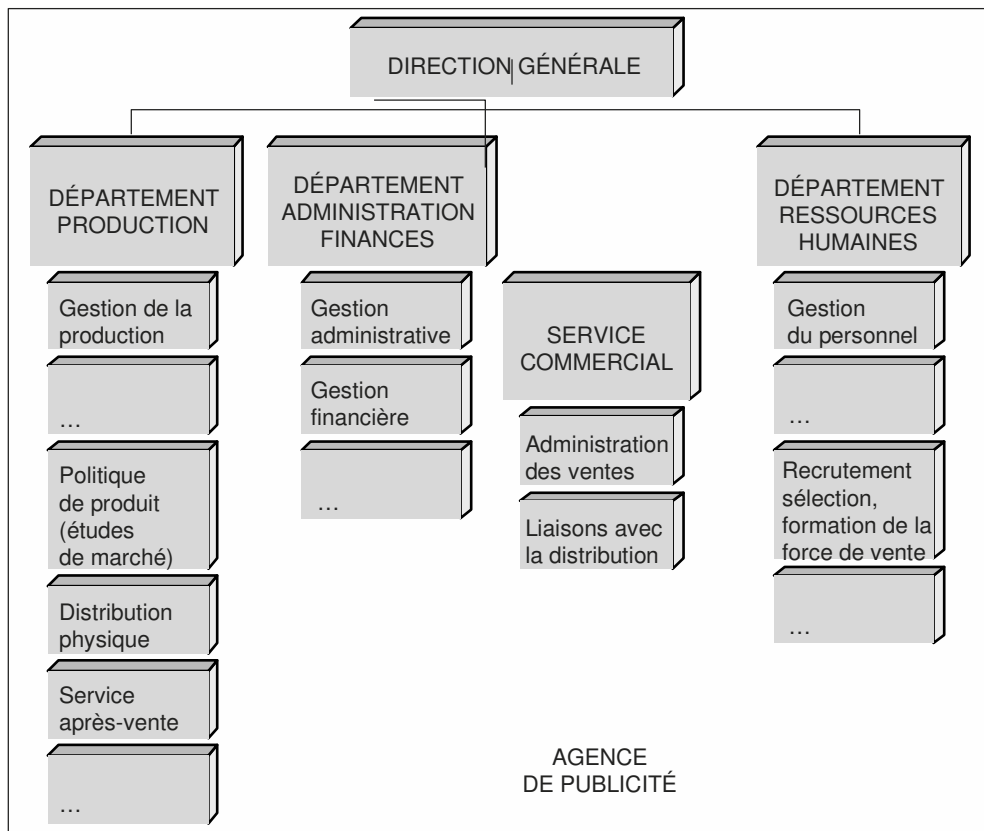 DIRECTION GÉNÉRALE
DÉPARTEMENT
PRODUCTION
Gestion de la
production
…
Politique
de produit
(études
de marché)
Distribution
physique
Service
après-vente
…
DÉPARTEMENT
ADMINISTRATION
FINANCES
Gestion
administrative
Gestion
financière
…
SERVICE
COMMERCIAL
Administration
des ventes
Liaisons avec
la distribution
DÉPARTEMENT
RESSOURCES
HUMAINES
Gestion
du personnel
…
Recrutement
sélection,
formation de la
force de vente
…
AGENCE
DE PUBLICITÉ